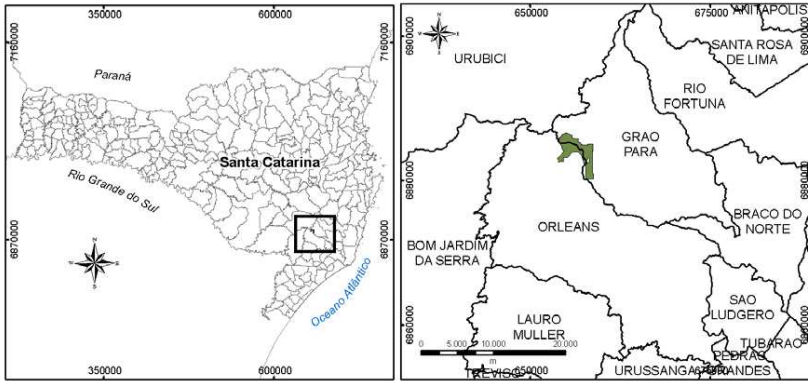 350000
600000
7160000
7160000
Paraná
Santa Catarina
Rio Grande do Sul
6870000
6870000
Oceano Atlântico
N
S
350000
600000
650000
675000
6900000
6900000
ANITAPOLIS
URUBICI
SANTA ROSA
DE LIMA
RIO
FORTUNA
GRAO
PARA
6880000
6880000
ORLEANS
BRACO DO
NORTE
BOM JARDIM
DA SERRA
SAO
LUDGERO
LAURO
MULLER
6860000
6860000
TUBARAO
0
5.000
10.000
20.000
m
PEDRAS
GRANDES
TREVISO
URUSSANGA
650000